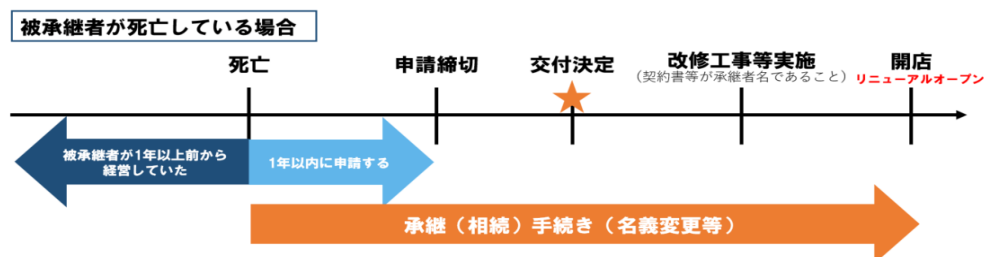 被承継者が死亡している場合
死亡
申請締切
交付決定
改修工事等実施
（契約書等が承継者名であること）
開店
リニューアルオープン
被承継者が1年以上前から
経営していた
1年以内に申請する
承継（相続）手続き（名義変更等）